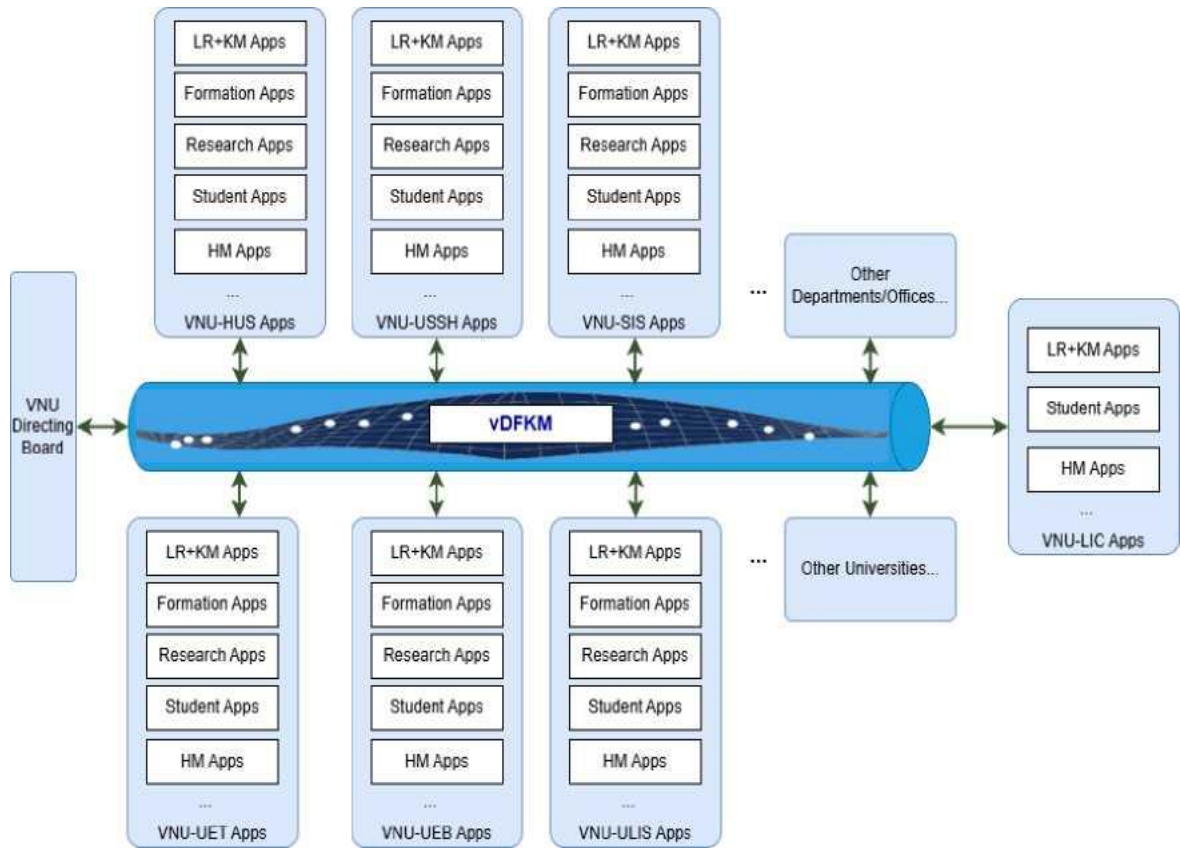 LR+KM Apps
Formation Apps
Research Apps
Student Apps
HM Apps
...
VNU-HUS Apps
LR+KM Apps
Formation Apps
Research Apps
Student Apps
HM Apps
...
VNU-USSH Apps
LR+KM Apps
Formation Apps
Research Apps
Student Apps
HM Apps
...
VNU-SIS Apps
...
Other
Departments/Offices...
VNU
Directing
Board
vDFKM
LR+KM Apps
Student Apps
HM Apps
...
VNU-LIC Apps
LR+KM Apps
Formation Apps
Research Apps
Student Apps
HM Apps
...
VNU-UET Apps
LR+KM Apps
Formation Apps
Research Apps
Student Apps
HM Apps
...
VNU-UEB Apps
LR+KM Apps
Formation Apps
Research Apps
Student Apps
HM Apps
...
VNU-ULIS Apps
...
Other Universities...